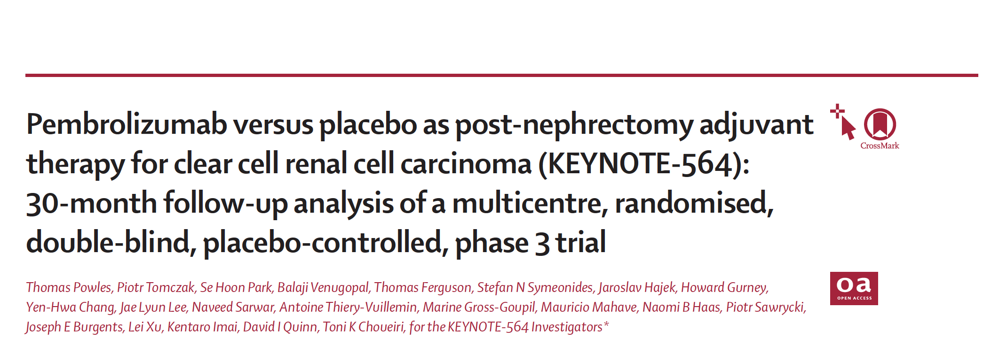 Pembrolizumab versus placebo as post-nephrectomy adjuvant
therapy for clear cell renal cell carcinoma (KEYNOTE-564):
30-month follow-up analysis of a multicentre, randomised,
double-blind, placebo-controlled, phase 3 trial
CrossMark
Thomas Powles, Piotr Tomczak, Se Hoon Park, Balaji Venugopal, Thomas Ferguson, Stefan N Symeonides, Jaroslav Hajek, Howard Gurney,
Yen-Hwa Chang, Jae Lyun Lee, Naveed Sarwar, Antoine Thiery-Vuillemin, Marine Gross-Goupil, Mauricio Mahave, Naomi B Haas, Piotr Sawrycki,
Joseph E Burgents, Lei Xu, Kentaro Imai, David I Quinn, Toni K Choueiri, for the KEYNOTE-564 Investigators*
oa
OPEN ACCESS